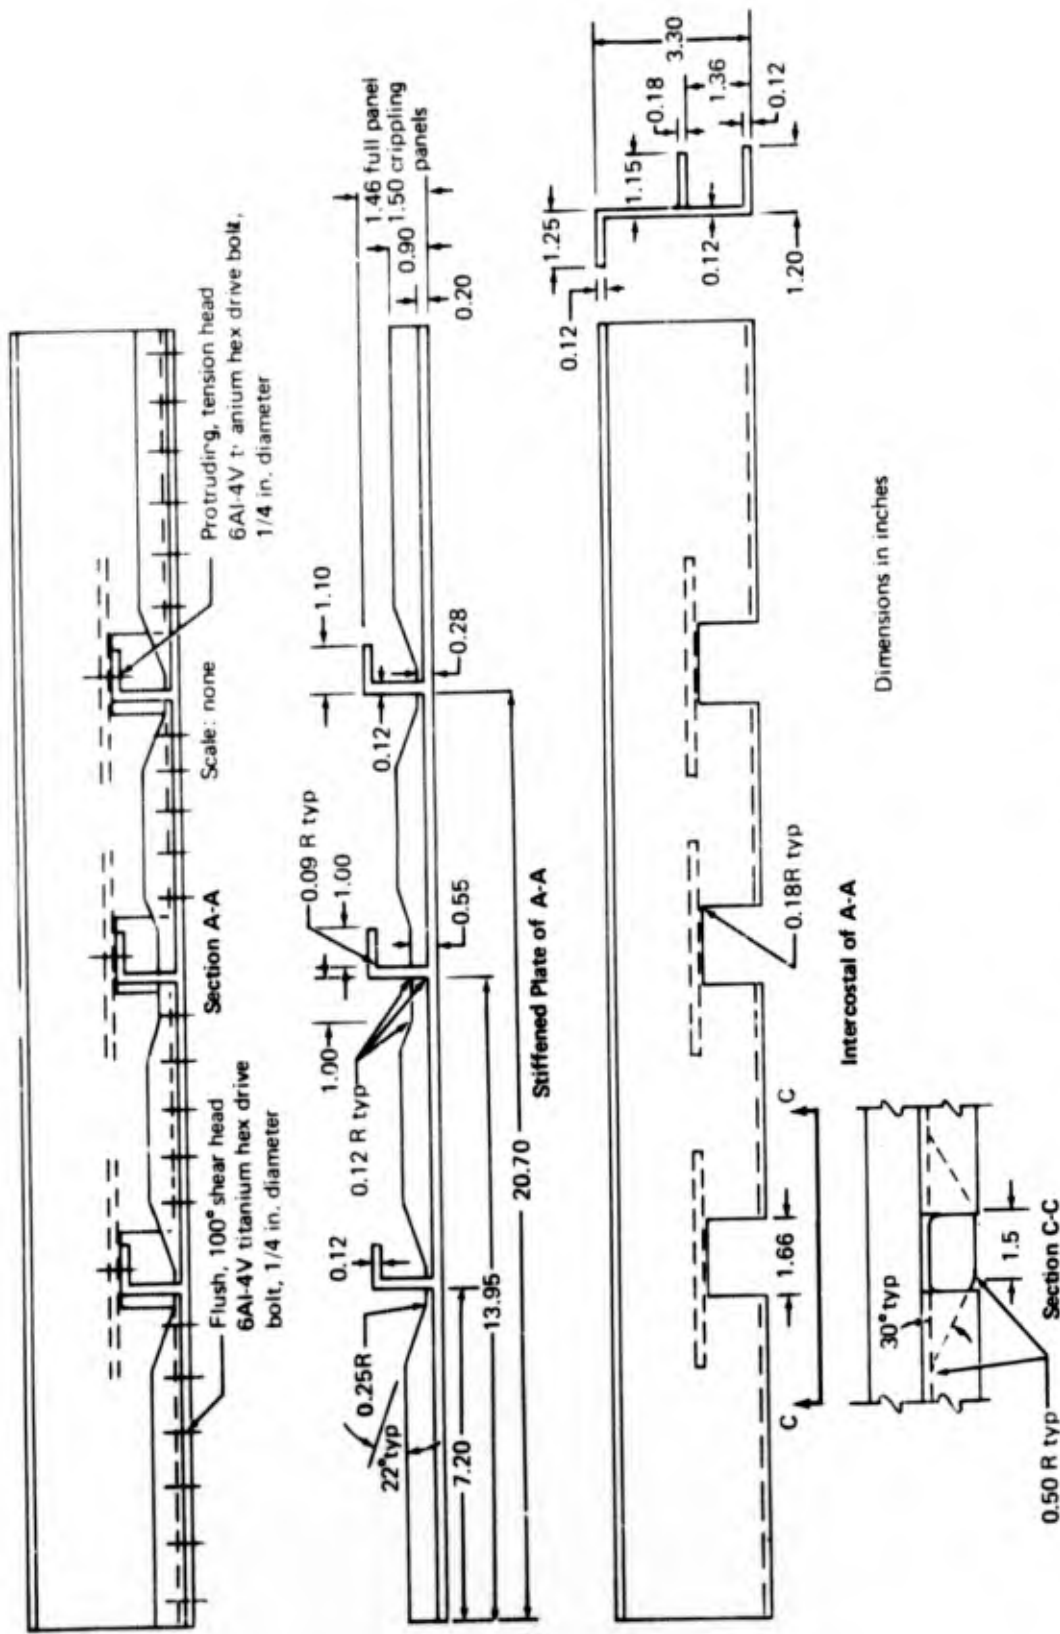 Protruding, tension head
6Al-4V t anium hex drive bolt,
1/4 in. diameter
Scale: none
Section A-A
Flush, 100° shear head
6Al-4V titanium hex drive
bolt, 1/4 in. diameter
1.46 full panel
1.50 crippling
panels
0.90
0.20
1.10
0.28
0.12
0.09 R typ
1.00
0.55
1.00
0.12 R typ
0.12
0.25R
22° typ
7.20
13.95
20.70
Stiffened Plate of A-A
3.30
0.18
1.36
0.12
1.15
1.25
0.12
1.20
0.12
0.18R typ
1.66
C
C
Intercostal of A-A
Dimensions in inches
30° typ
1.5
0.50 R typ
Section C-C